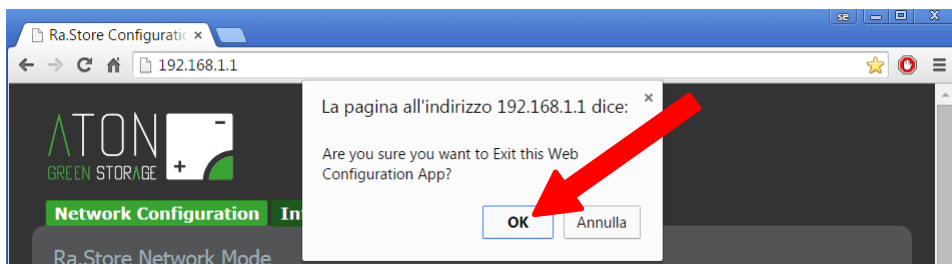 se
Ra.Store Configuratic
192.168.1.1
La pagina all'indirizzo 192.168.1.1 dice:
Are you sure you want to Exit this Web
Configuration App?
OK Annulla
ATON
GREEN STORAGE
Network Configuration In
Ra.Store Network Mode